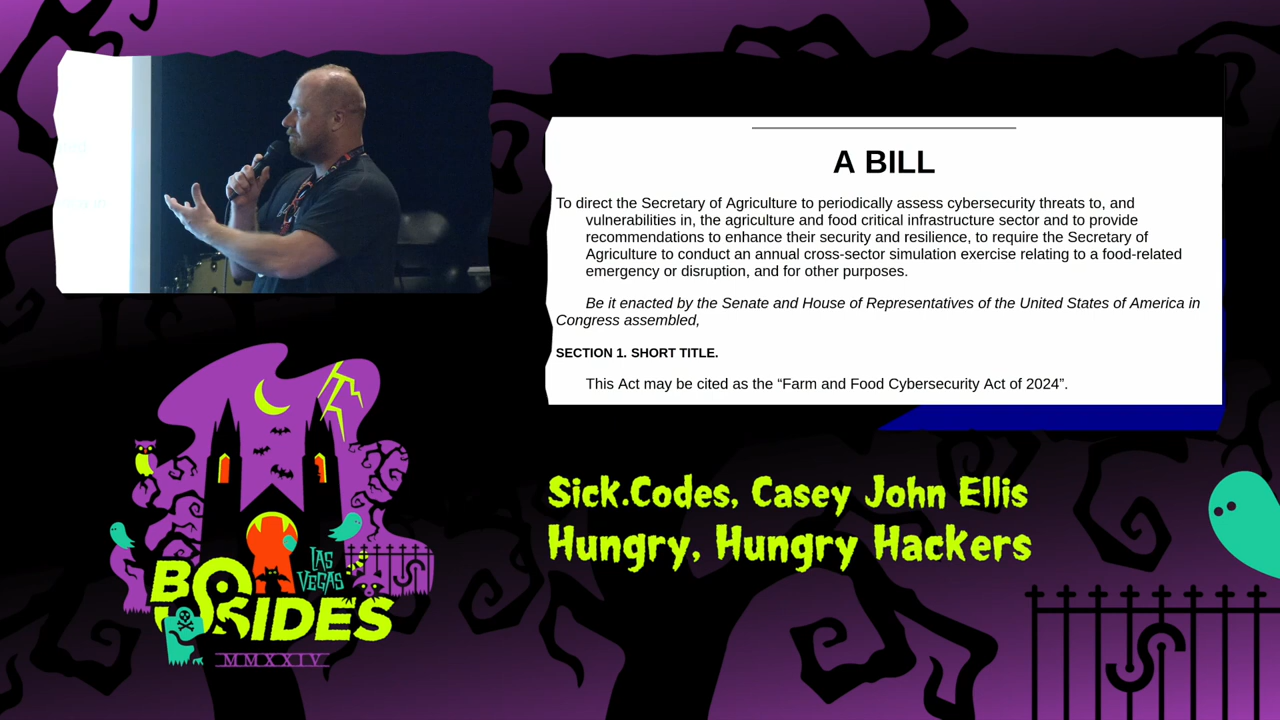 A BILL
To direct the Secretary of Agriculture to periodically assess cybersecurity threats to, and
vulnerabilities in, the agriculture and food critical infrastructure sector and to provide
recommendations to enhance their security and resilience, to require the Secretary of
Agriculture to conduct an annual cross-sector simulation exercise relating to a food-related
emergency or disruption, and for other purposes.
Be it enacted by the Senate and House of Representatives of the United States of America in
Congress assembled,
SECTION 1. SHORT TITLE.
This Act may be cited as the “Farm and Food Cybersecurity Act of 2024”.
Sick.Codes, Casey John Ellis
Hungry, Hungry Hackers
LAS
VEGAS
BSIDES
MMXXIV